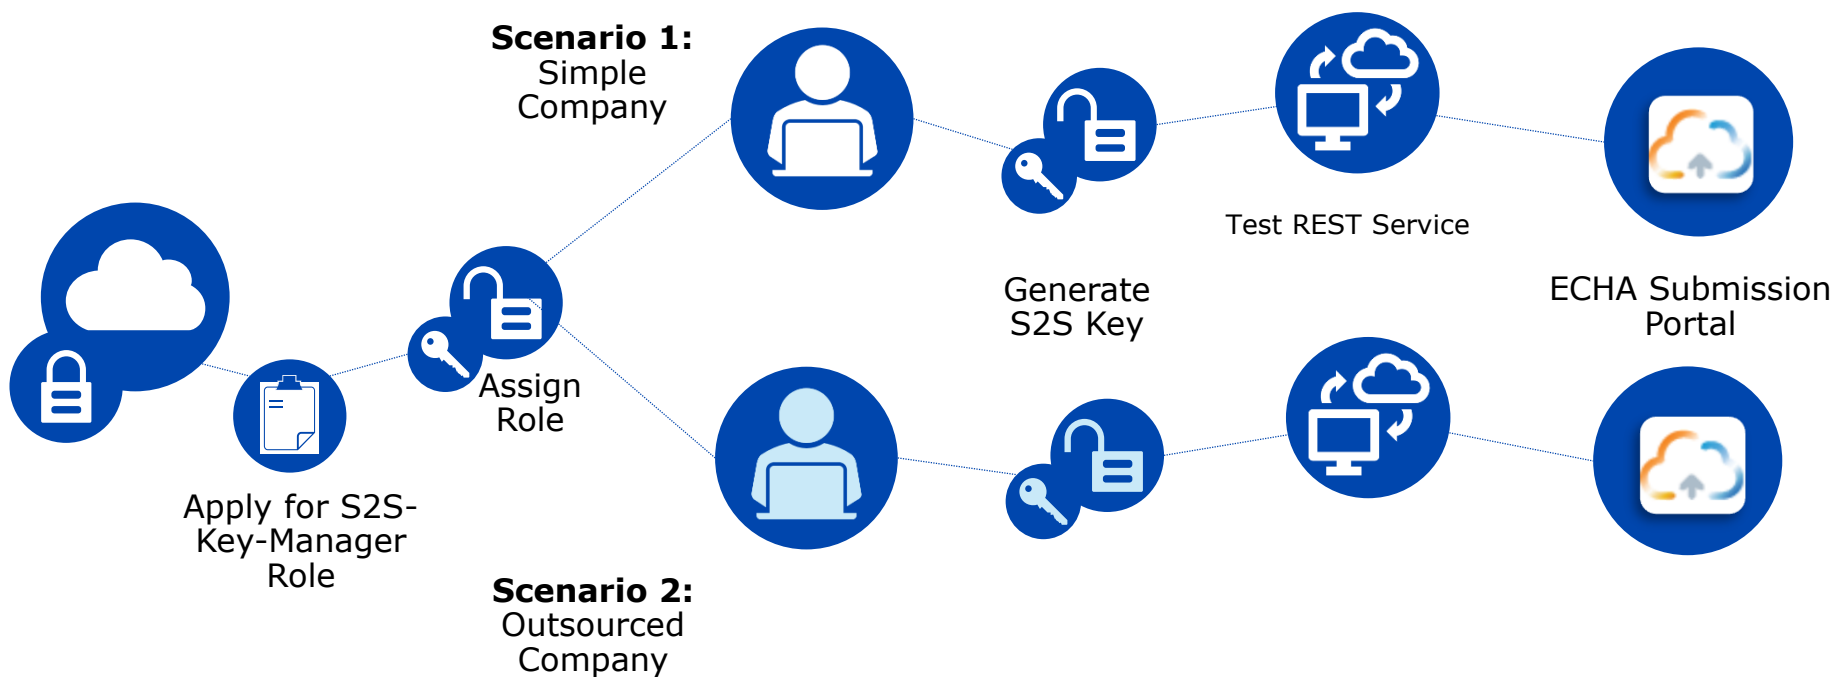 Scenario 1:
Simple
Company
Test REST Service
Generate
S2S Key
ECHA Submission
Portal
Assign
Role
Apply for S2S-
Key-Manager
Role
Scenario 2:
Outsourced
Company